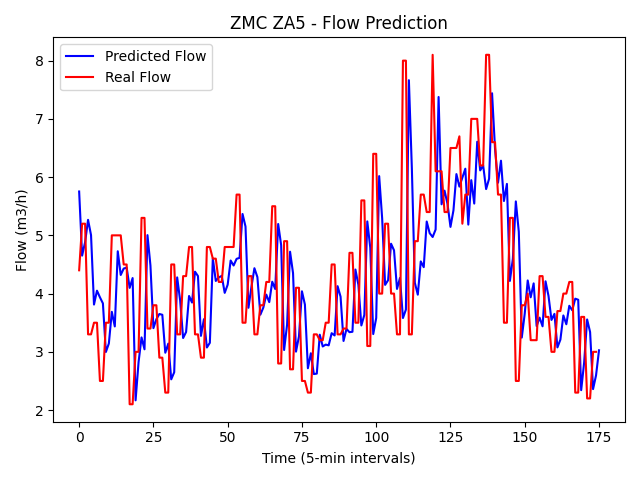 ZMC ZA5 - Flow Prediction
Predicted Flow
Real Flow
Flow (m3/h)
8
7
6
5
4
3
2
0 25 50 75 100 125 150 175
Time (5-min intervals)